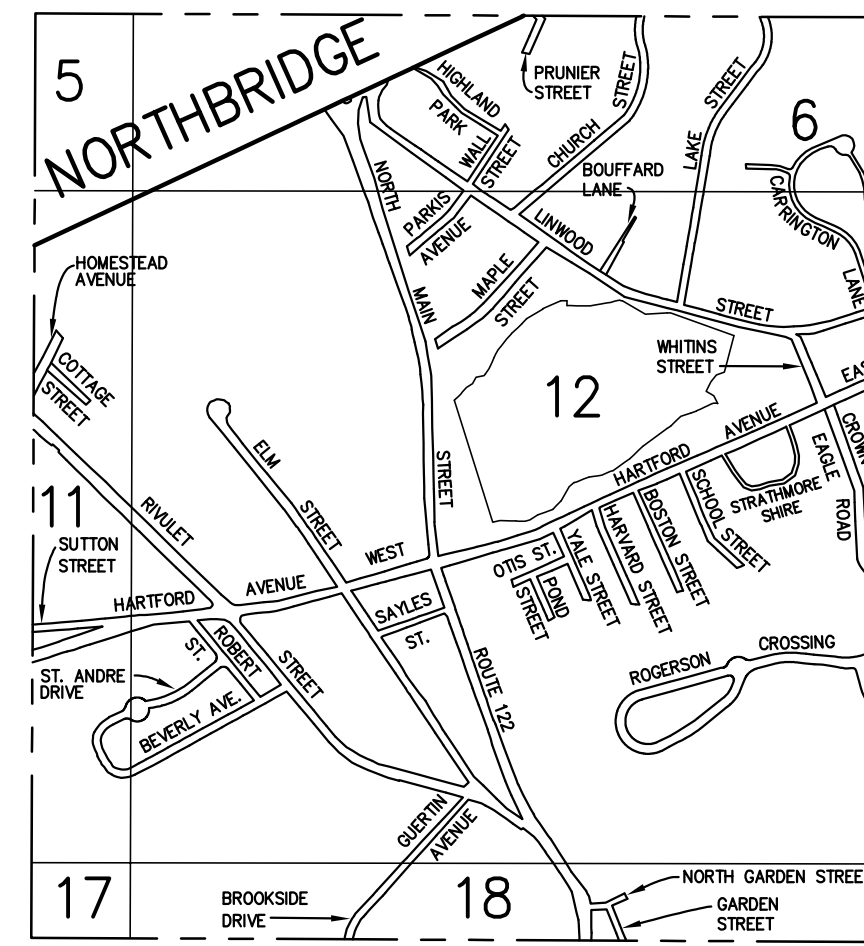 5
NORTHBRIDGE
HIGHLAND
PARK
PRUNIER
STREET
WALL
STREET
CHURCH
STREET
LAKE
STREET
6
BOUFFARD
LANE
CARRINGTON
LANE
NORTH
MAIN
STREET
PARKIS
AVENUE
LINWOOD
STREET
MAPLE
STREET
HOMESTEAD
AVENUE
COTTAGE
STREET
WHITINS
STREET
12
EAS
CROWN
EAGLE
ROAD
HARTFORD
AVENUE
STRATHMORE
SHIRE
ELM
STREET
11
RIVULET
STREET
SUTTON
STREET
HARTFORD
AVENUE
WEST
SCHOOL STREET
BOSTON STREET
HARVARD STREET
YALE STREET
OTIS ST.
POND
STREET
SAYLES
ST.
ROBERT
ST.
ST. ANDRE
DRIVE
BEVERLY AVE.
ROUTE 122
ROGERSON
CROSSING
GUERTIN
AVENUE
17
18
BROOKSIDE
DRIVE
NORTH GARDEN STREE
GARDEN
STREET